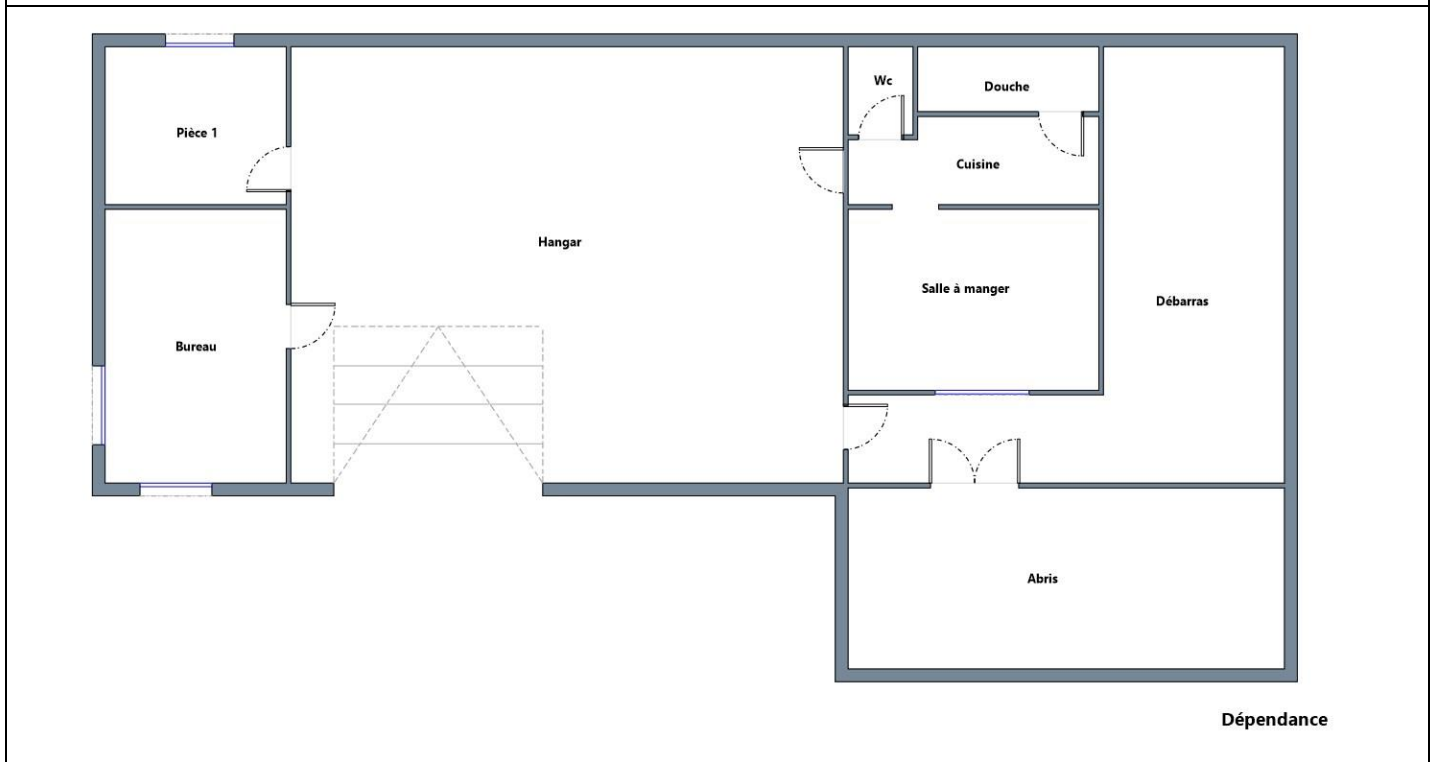 Wc
Douche
Pièce 1
Cuisine
Hangar
Salle à manger
Débarras
Bureau
Abris
Dépendance